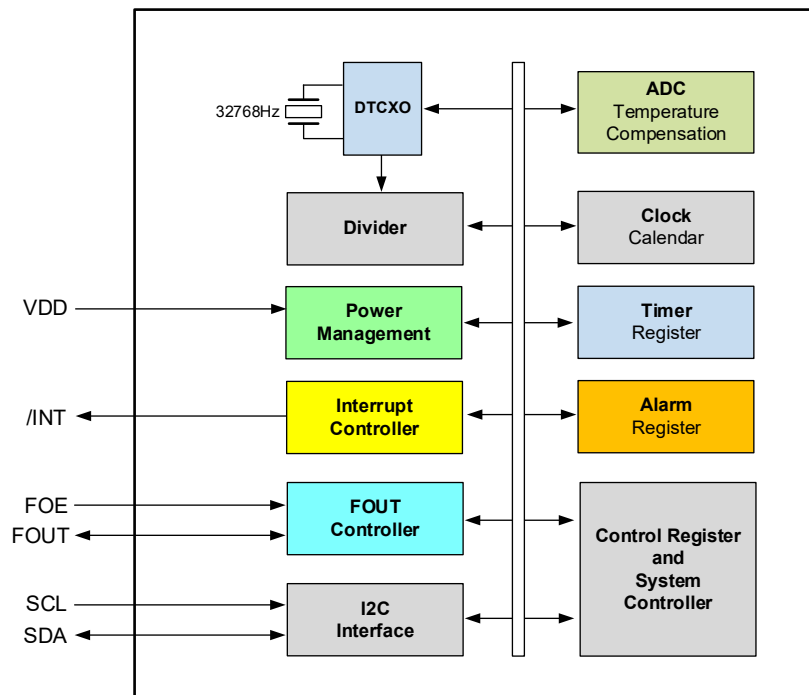 32768Hz
DTCXO
ADC
Temperature
Compensation
Divider
Clock
Calendar
VDD
Power
Management
Timer
Register
/INT
Interrupt
Controller
Alarm
Register
FOE
FOUT
FOUT
Controller
Control Register
and
System
Controller
SCL
SDA
I2C
Interface